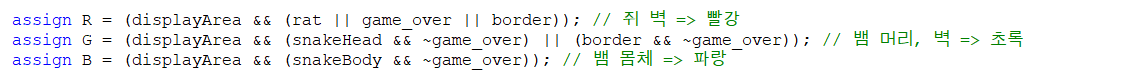 assign R = (displayArea && (rat || game_over || border)); // 쥐 벽 => 빨강
assign G = (displayArea && (snakeHead && ~game_over) || (border && ~game_over)); // 뱀 머리, 벽 => 초록
assign B = (displayArea && (snakeBody && ~game_over)); // 뱀 몸체 => 파랑